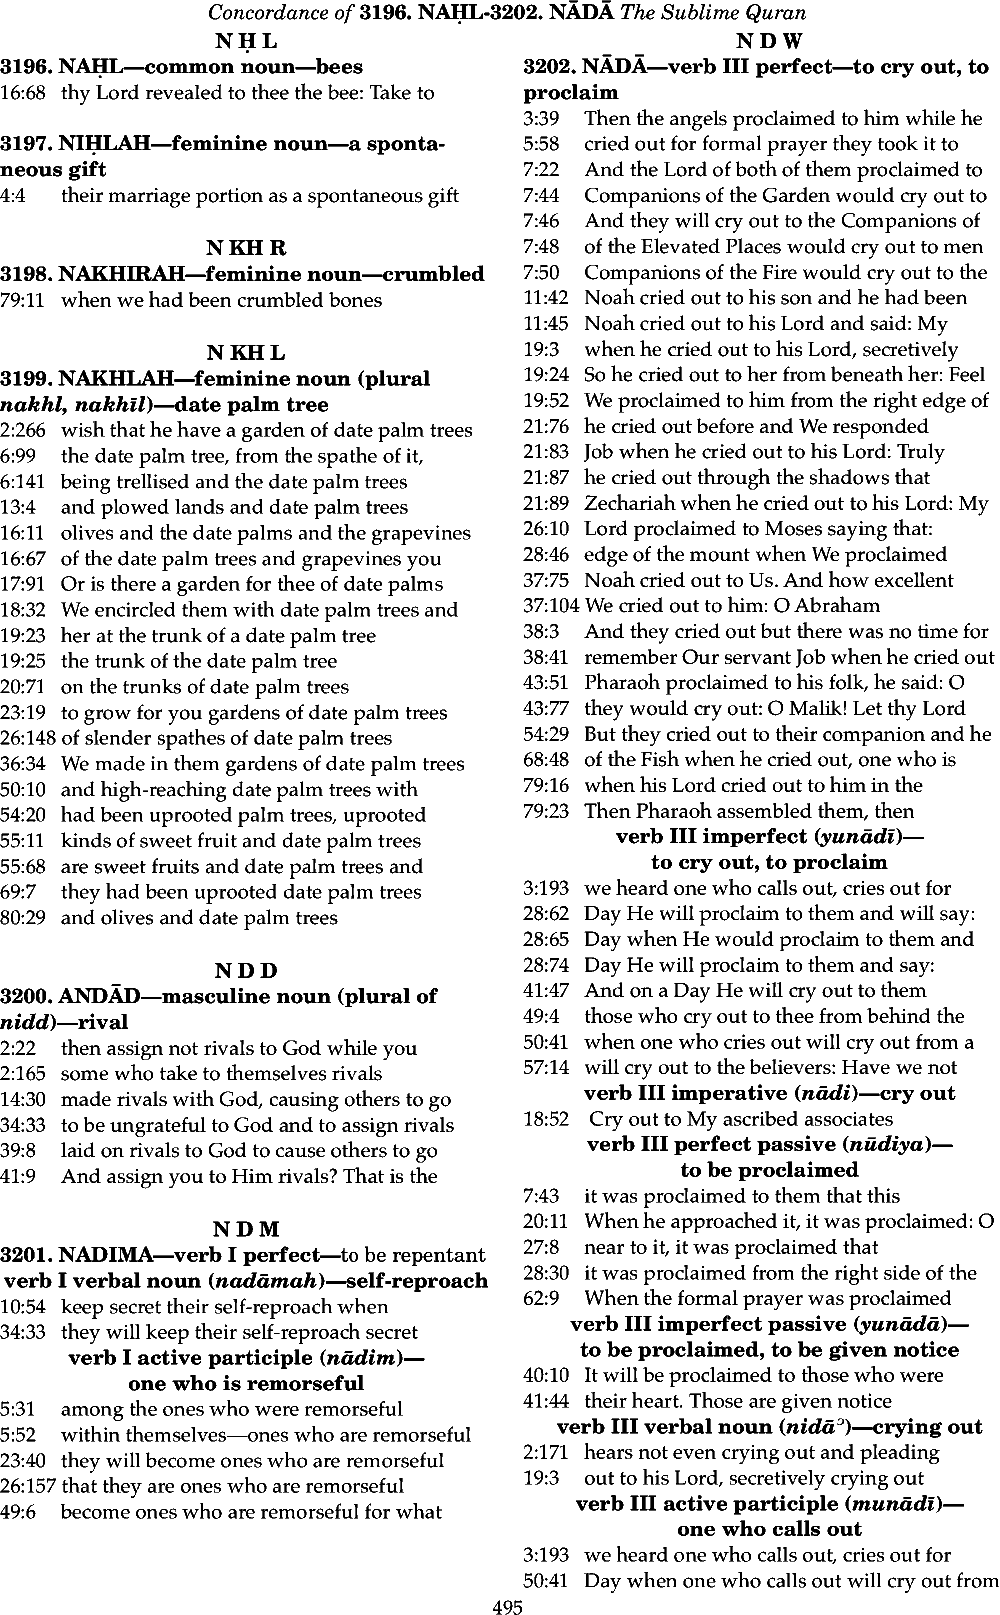 Concordance of 3196. NAḤL-3202. NĀDĀ The Sublime Quran
N Ḥ L
3196. NAḤL—common noun—bees
16:68 thy Lord revealed to thee the bee: Take to
3197. NIḤLAH—feminine noun—a sponta-
neous gift
4:4 their marriage portion as a spontaneous gift
N KH R
3198. NAKHIRAH—feminine noun—crumbled
79:11 when we had been crumbled bones
N KH L
3199. NAKHLAH—feminine noun (plural
nakhl, nakhīl)—date palm tree
2:266 wish that he have a garden of date palm trees
6:99 the date palm tree, from the spathe of it,
6:141 being trellised and the date palm trees
13:4 and plowed lands and date palm trees
16:11 olives and the date palms and the grapevines
16:67 of the date palm trees and grapevines you
17:91 Or is there a garden for thee of date palms
18:32 We encircled them with date palm trees and
19:23 her at the trunk of a date palm tree
19:25 the trunk of the date palm tree
20:71 on the trunks of date palm trees
23:19 to grow for you gardens of date palm trees
26:148 of slender spathes of date palm trees
36:34 We made in them gardens of date palm trees
50:10 and high-reaching date palm trees with
54:20 had been uprooted palm trees, uprooted
55:11 kinds of sweet fruit and date palm trees
55:68 are sweet fruits and date palm trees and
69:7 they had been uprooted date palm trees
80:29 and olives and date palm trees
N D D
3200. ANDĀD—masculine noun (plural of
nidd)—rival
2:22 then assign not rivals to God while you
2:165 some who take to themselves rivals
14:30 made rivals with God, causing others to go
34:33 to be ungrateful to God and to assign rivals
39:8 laid on rivals to God to cause others to go
41:9 And assign you to Him rivals? That is the
N D M
3201. NADIMA—verb I perfect—to be repentant
verb I verbal noun (nadāmah)—self-reproach
10:54 keep secret their self-reproach when
34:33 they will keep their self-reproach secret
verb I active participle (nādim)—
one who is remorseful
5:31 among the ones who were remorseful
5:52 within themselves—ones who are remorseful
23:40 they will become ones who are remorseful
26:157 that they are ones who are remorseful
49:6 become ones who are remorseful for what
N D W
3202. NĀDĀ—verb III perfect—to cry out, to
proclaim
3:39 Then the angels proclaimed to him while he
5:58 cried out for formal prayer they took it to
7:22 And the Lord of both of them proclaimed to
7:44 Companions of the Garden would cry out to
7:46 And they will cry out to the Companions of
7:48 of the Elevated Places would cry out to men
7:50 Companions of the Fire would cry out to the
11:42 Noah cried out to his son and he had been
11:45 Noah cried out to his Lord and said: My
19:3 when he cried out to his Lord, secretively
19:24 So he cried out to her from beneath her: Feel
19:52 We proclaimed to him from the right edge of
21:76 he cried out before and We responded
21:83 Job when he cried out to his Lord: Truly
21:87 he cried out through the shadows that
21:89 Zechariah when he cried out to his Lord: My
26:10 Lord proclaimed to Moses saying that:
28:46 edge of the mount when We proclaimed
37:75 Noah cried out to Us. And how excellent
37:104 We cried out to him: O Abraham
38:3 And they cried out but there was no time for
38:41 remember Our servant Job when he cried out
43:51 Pharaoh proclaimed to his folk, he said: O
43:77 they would cry out: O Malik! Let thy Lord
54:29 But they cried out to their companion and he
68:48 of the Fish when he cried out, one who is
79:16 when his Lord cried out to him in the
79:23 Then Pharaoh assembled them, then
verb III imperfect (yunādī)—
to cry out, to proclaim
3:193 we heard one who calls out, cries out for
28:62 Day He will proclaim to them and will say:
28:65 Day when He would proclaim to them and
28:74 Day He will proclaim to them and say:
41:47 And on a Day He will cry out to them
49:4 those who cry out to thee from behind the
50:41 when one who cries out will cry out from a
57:14 will cry out to the believers: Have we not
verb III imperative (nādi)—cry out
18:52 Cry out to My ascribed associates
verb III perfect passive (nūdiya)—
to be proclaimed
7:43 it was proclaimed to them that this
20:11 When he approached it, it was proclaimed: O
27:8 near to it, it was proclaimed that
28:30 it was proclaimed from the right side of the
62:9 When the formal prayer was proclaimed
verb III imperfect passive (yunādā)—
to be proclaimed, to be given notice
40:10 It will be proclaimed to those who were
41:44 their heart. Those are given notice
verb III verbal noun (nidāʾ)—crying out
2:171 hears not even crying out and pleading
19:3 out to his Lord, secretively crying out
verb III active participle (munādī)—
one who calls out
3:193 we heard one who calls out, cries out for
50:41 Day when one who calls out will cry out from
495